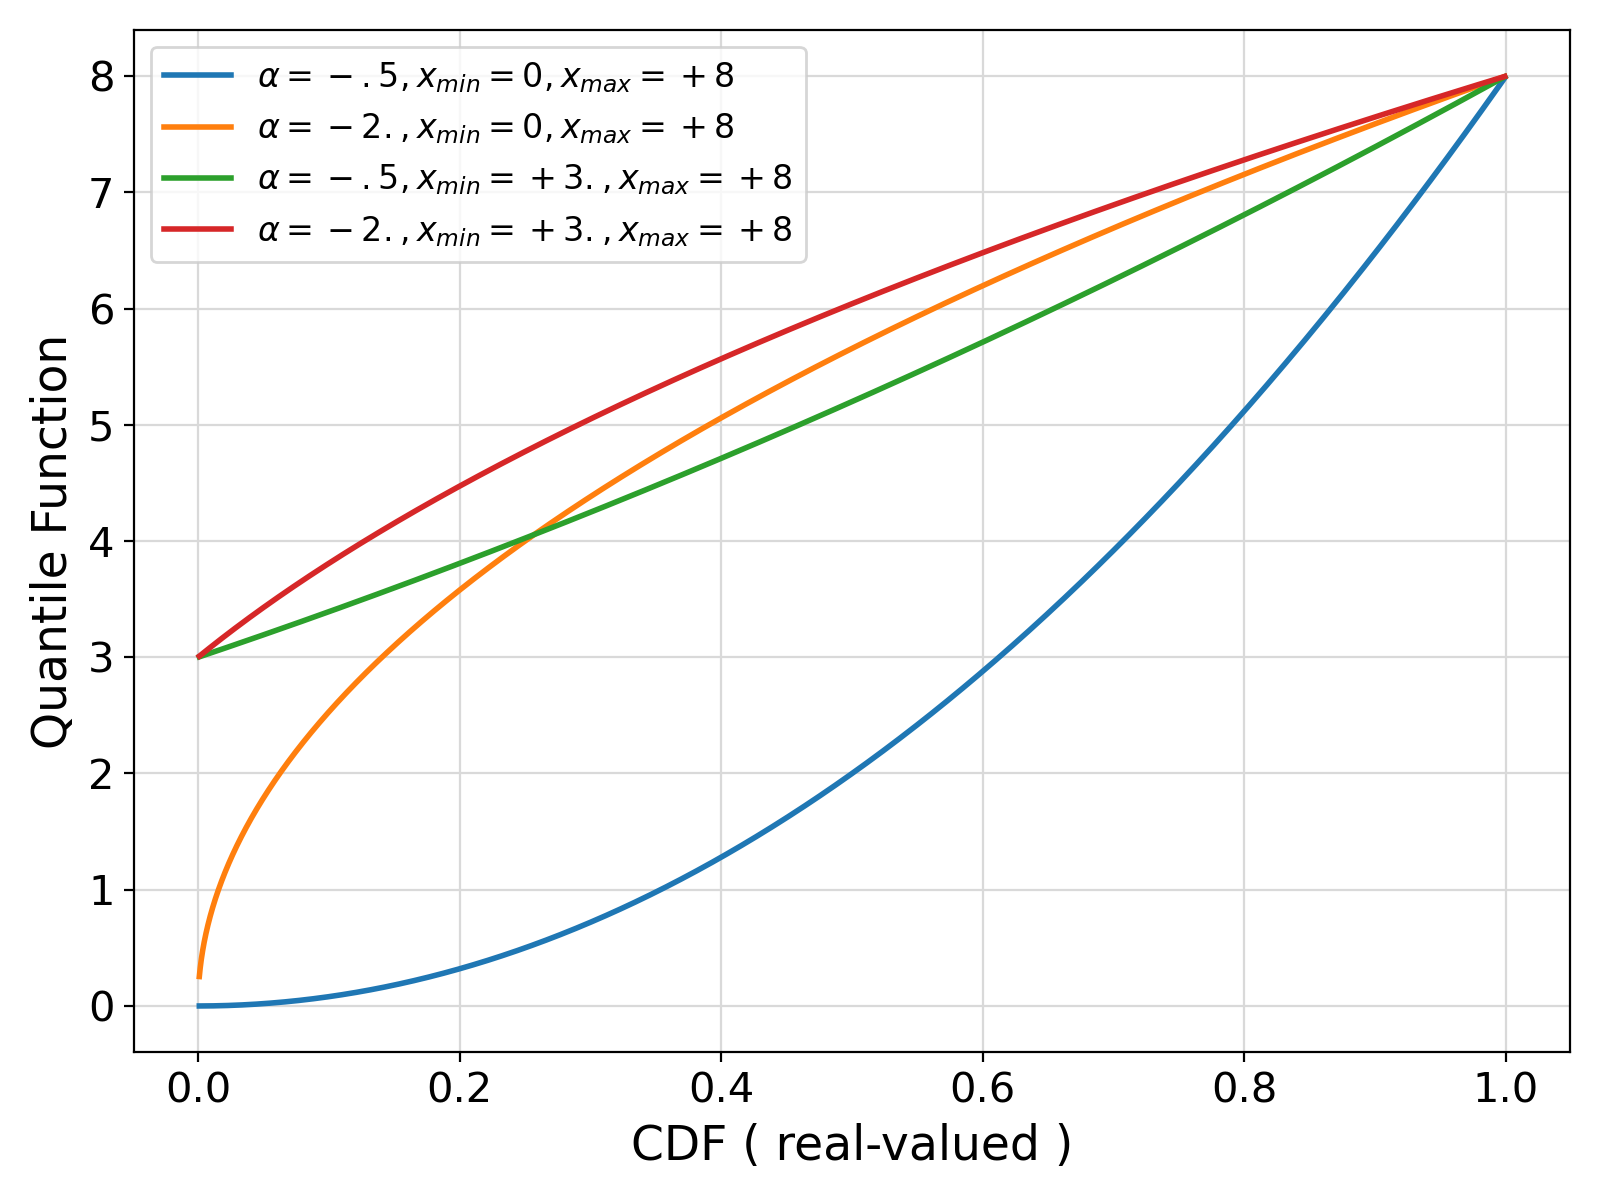 α = −.5, x_min = 0, x_max = +8
α = −2., x_min = 0, x_max = +8
α = −.5, x_min = +3., x_max = +8
α = −2., x_min = +3., x_max = +8
8
7
6
5
4
3
2
1
0
Quantile Function
0.0 0.2 0.4 0.6 0.8 1.0
CDF ( real-valued )